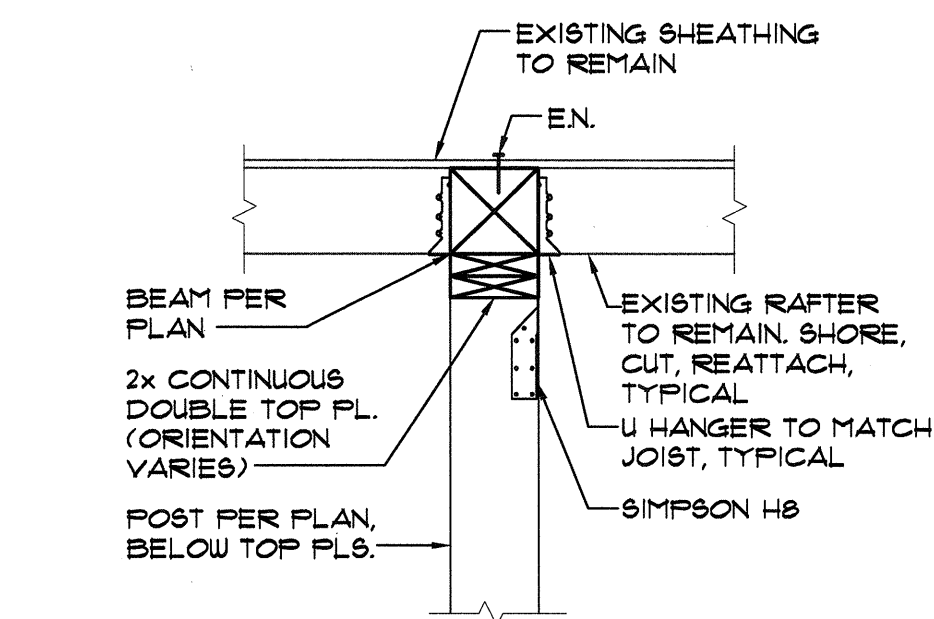 EXISTING SHEATHING
TO REMAIN
E.N.
BEAM PER
PLAN
2x CONTINUOUS
DOUBLE TOP PL.
(ORIENTATION
VARIES)
POST PER PLAN,
BELOW TOP PLS.
EXISTING RAFTER
TO REMAIN. SHORE,
CUT, REATTACH,
TYPICAL
U HANGER TO MATCH
JOIST, TYPICAL
SIMPSON H8